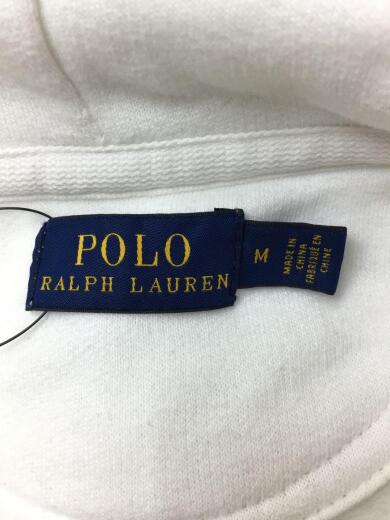 POLO
RALPH LAUREN
M
MADE IN
CHINA
FABRIQUÉ EN
CHINE